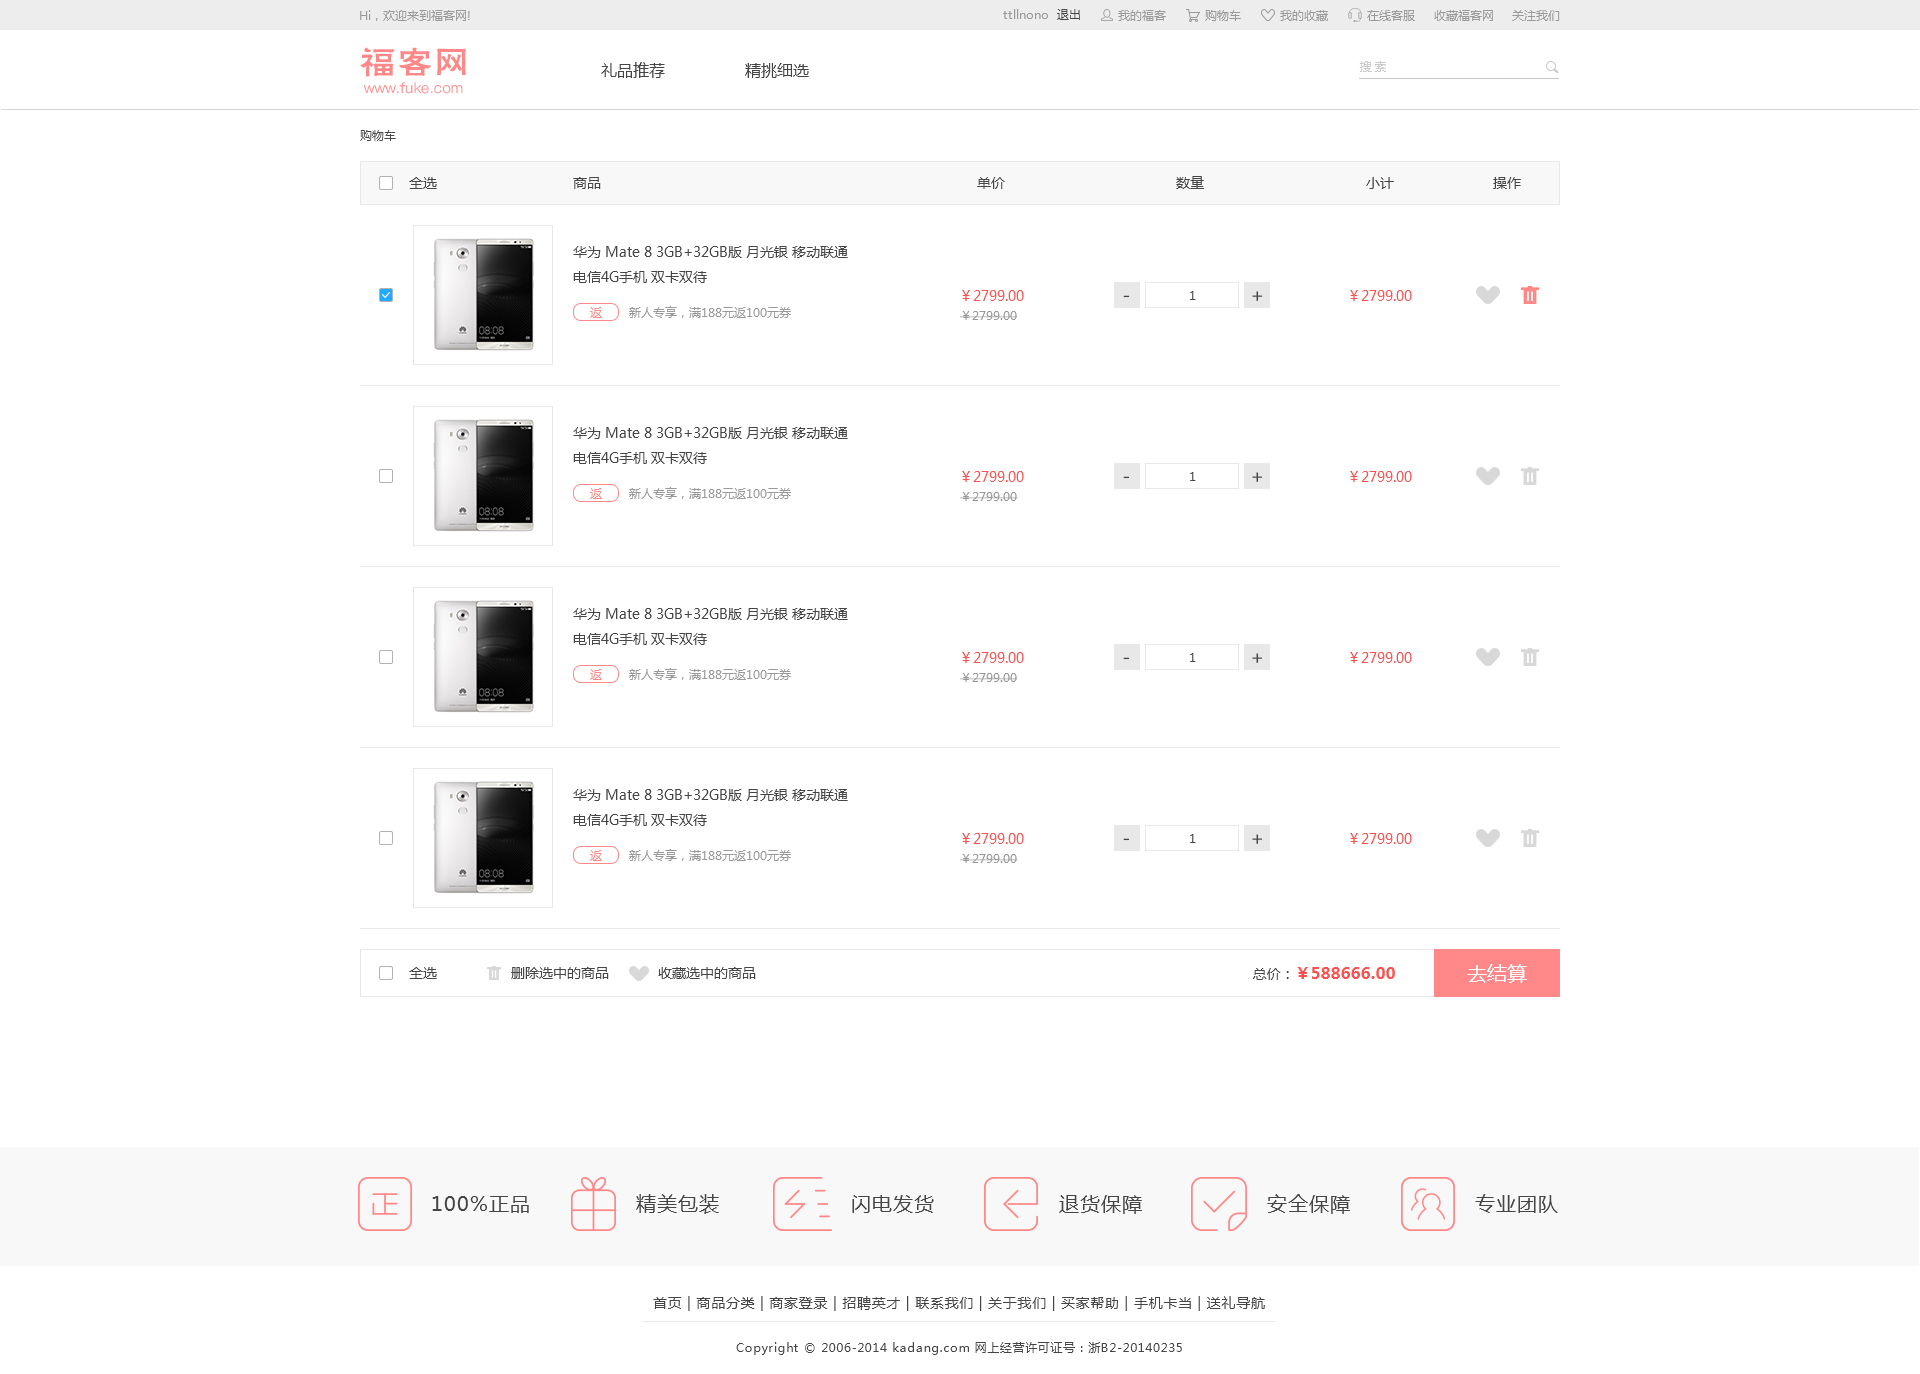 Hi，欢迎来到福客网!
ttllnono 退出 我的福客 购物车 我的收藏 在线客服 收藏福客网 关注我们
福客网
www.fuke.com
礼品推荐 精挑细选
搜索
购物车
全选 商品 单价 数量 小计 操作
华为 Mate 8 3GB+32GB版 月光银 移动联通
电信4G手机 双卡双待
返 新人专享，满188元返100元券
¥2799.00 - 1 + ¥2799.00
¥2799.00
08:08
华为 Mate 8 3GB+32GB版 月光银 移动联通
电信4G手机 双卡双待
返 新人专享，满188元返100元券
¥2799.00 - 1 + ¥2799.00
¥2799.00
08:08
华为 Mate 8 3GB+32GB版 月光银 移动联通
电信4G手机 双卡双待
返 新人专享，满188元返100元券
¥2799.00 - 1 + ¥2799.00
¥2799.00
08:08
华为 Mate 8 3GB+32GB版 月光银 移动联通
电信4G手机 双卡双待
返 新人专享，满188元返100元券
¥2799.00 - 1 + ¥2799.00
¥2799.00
08:08
全选 删除选中的商品 收藏选中的商品 总价：¥588666.00 去结算
正 100%正品 精美包装 闪电发货 退货保障 安全保障 专业团队
首页 | 商品分类 | 商家登录 | 招聘英才 | 联系我们 | 关于我们 | 买家帮助 | 手机卡当 | 送礼导航
Copyright © 2006-2014 kadang.com 网上经营许可证号：浙B2-20140235